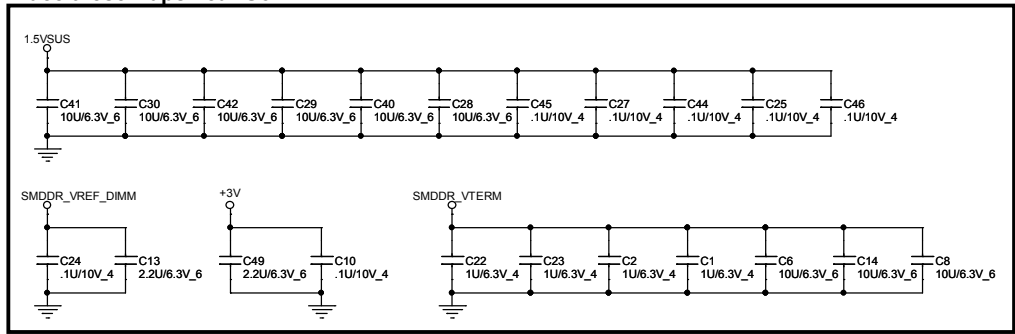 1.5VSUS
C41 C30 C42 C29 C40 C28 C45 C27 C44 C25 C46
10U/6.3V_6 10U/6.3V_6 10U/6.3V_6 10U/6.3V_6 10U/6.3V_6 10U/6.3V_6 .1U/10V_4 .1U/10V_4 .1U/10V_4 .1U/10V_4 .1U/10V_4
SMDDR_VREF_DIMM +3V SMDDR_VTERM
C24 C13 C49 C10 C22 C23 C2 C1 C6 C14 C8
.1U/10V_4 2.2U/6.3V_6 2.2U/6.3V_6 .1U/10V_4 1U/6.3V_4 1U/6.3V_4 1U/6.3V_4 1U/6.3V_4 10U/6.3V_6 10U/6.3V_6 10U/6.3V_6